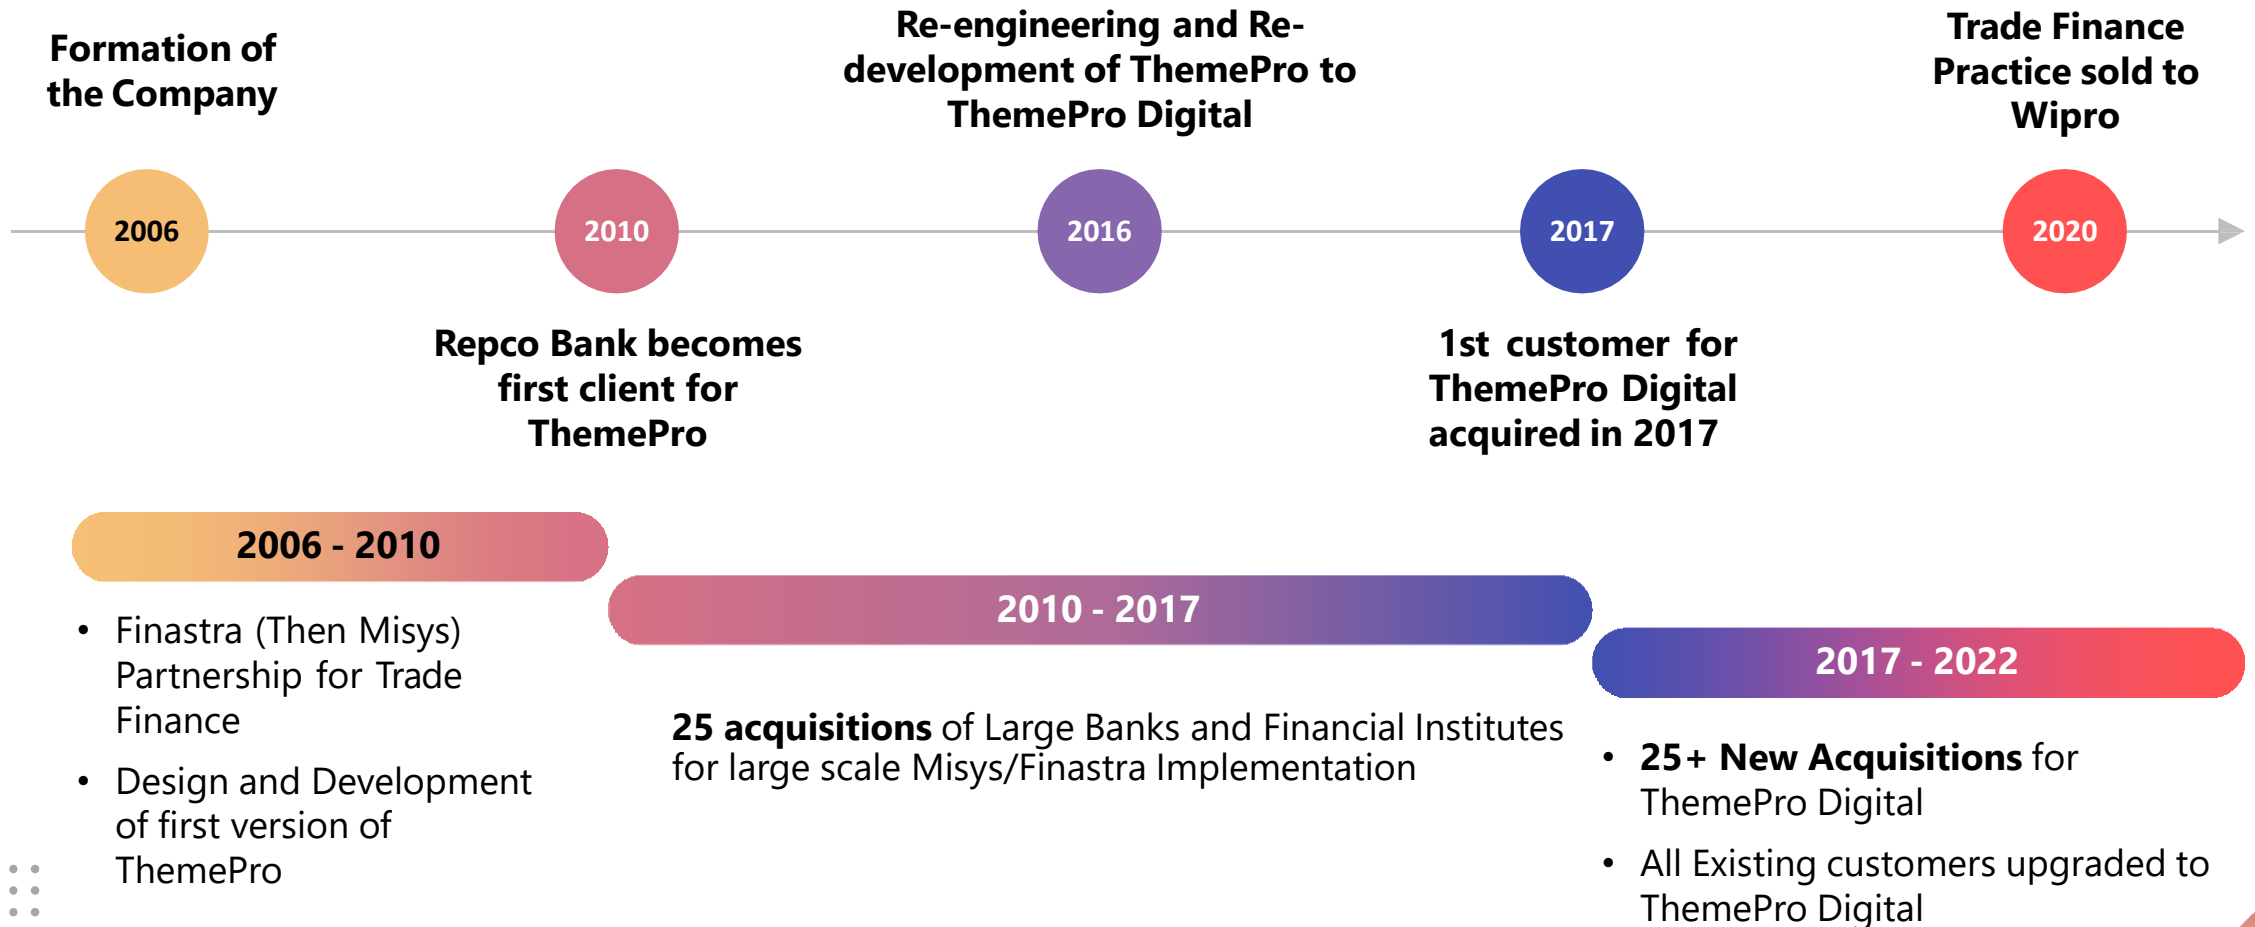 Formation of
the Company
Re-engineering and Re-
development of ThemePro to
ThemePro Digital
Trade Finance
Practice sold to
Wipro
2006
2010
2016
2017
2020
Repco Bank becomes
first client for
ThemePro
1st customer for
ThemePro Digital
acquired in 2017
2006 - 2010
• Finastra (Then Misys)
Partnership for Trade
Finance
• Design and Development
of first version of
ThemePro
2010 - 2017
25 acquisitions of Large Banks and Financial Institutes
for large scale Misys/Finastra Implementation
2017 - 2022
• 25+ New Acquisitions for
ThemePro Digital
• All Existing customers upgraded to
ThemePro Digital